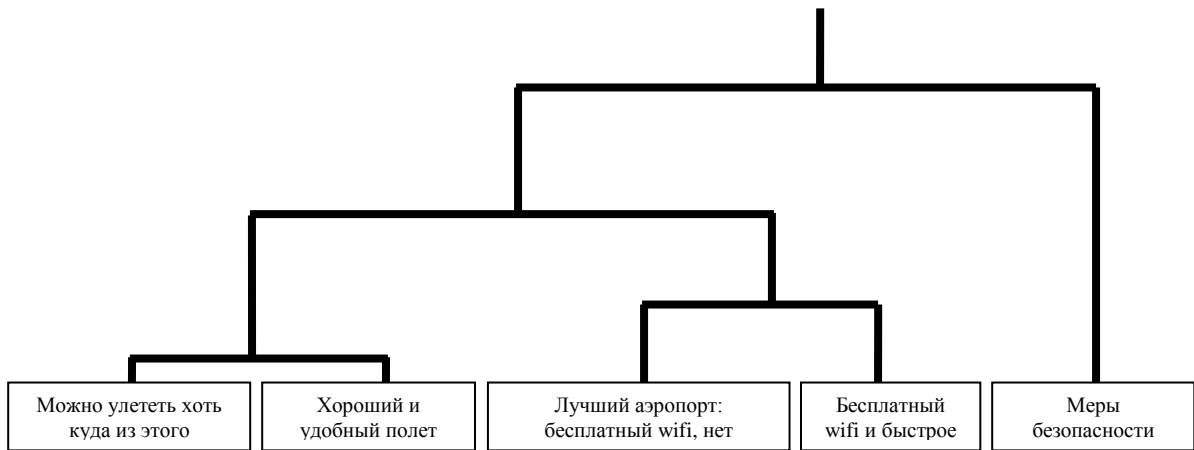 Можно улететь хоть
куда из этого
Хороший и
удобный полет
Лучший аэропорт:
бесплатный wifi, нет
Бесплатный
wifi и быстрое
Меры
безопасности